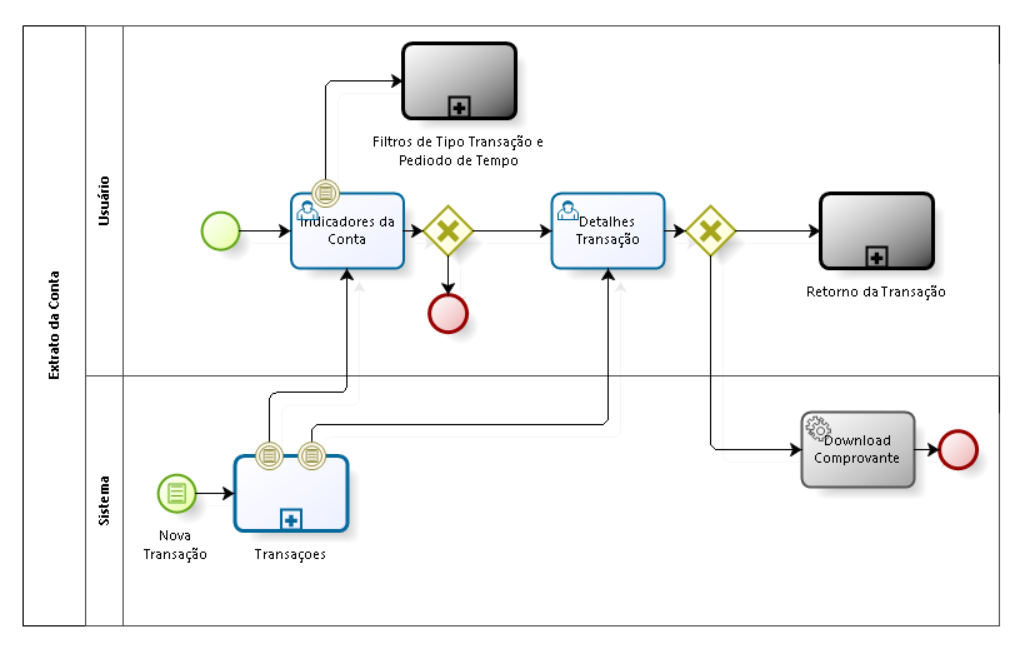 Extrato da Conta
Usuário
Filtros de Tipo Transação e
Pediodo de Tempo
Indicadores da
Conta
Detalhes
Transação
Retorno da Transação
Sistema
Nova
Transação
Transaçoes
Download
Comprovante